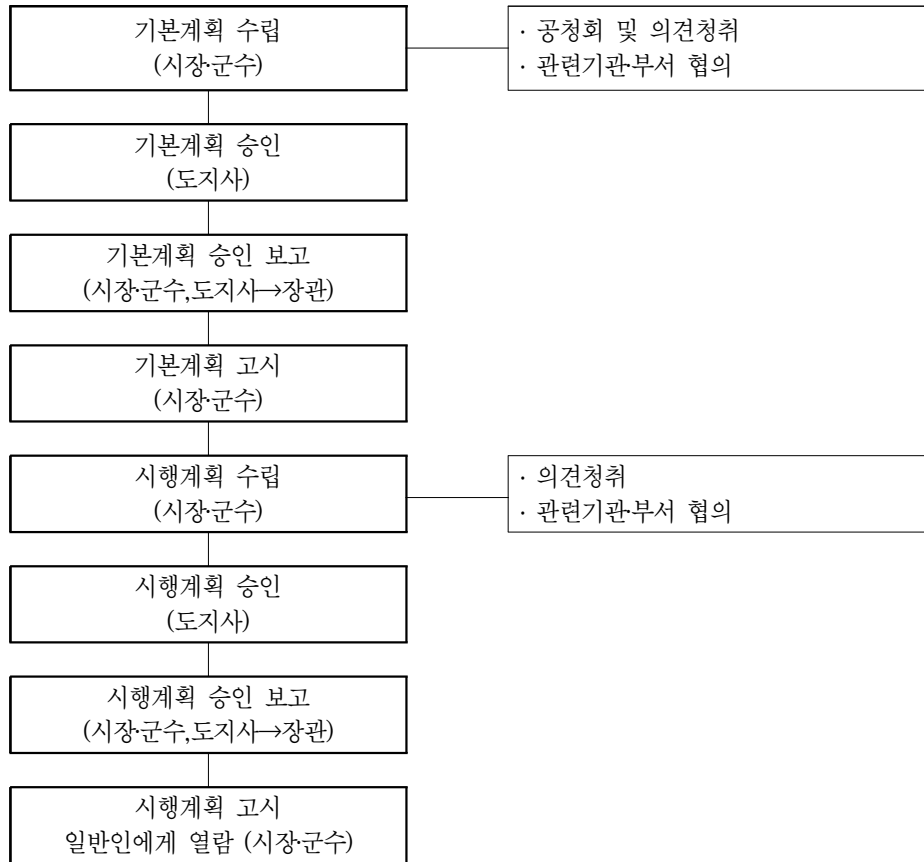 기본계획 수립
(시장·군수)
· 공청회 및 의견청취
· 관련기관·부서 협의
기본계획 승인
(도지사)
기본계획 승인 보고
(시장·군수,도지사→장관)
기본계획 고시
(시장·군수)
시행계획 수립
(시장·군수)
· 의견청취
· 관련기관·부서 협의
시행계획 승인
(도지사)
시행계획 승인 보고
(시장·군수,도지사→장관)
시행계획 고시
일반인에게 열람 (시장·군수)